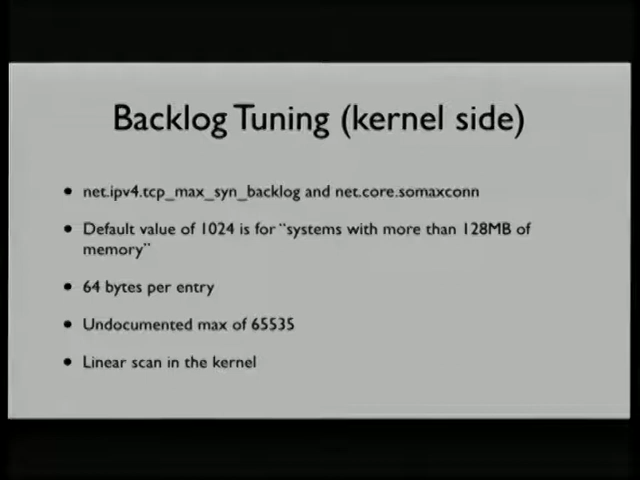 Backlog Tuning (kernel side)
• net.ipv4.tcp_max_syn_backlog and net.core.somaxconn
• Default value of 1024 is for ¨systems with more than 128MB of
memory¨
• 64 bytes per entry
• Undocumented max of 65535
• Linear scan in the kernel